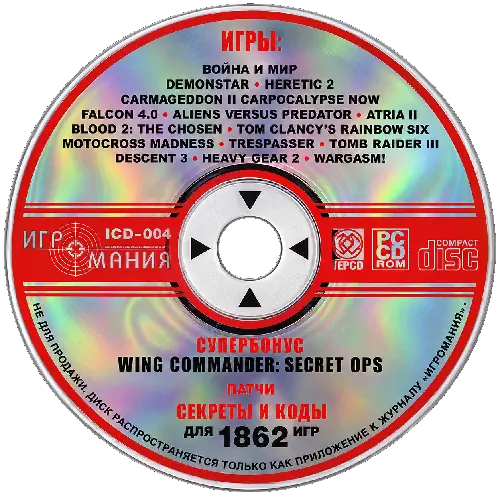 ИГРЫ:
ВОЙНА И МИР
DEMONSTAR • HERETIC 2
CARMAGEDDON II CARPOCALYPSE NOW
FALCON 4.0 • ALIENS VERSUS PREDATOR • ATRIA II
BLOOD 2: THE CHOSEN • TOM CLANCY'S RAINBOW SIX
MOTOCROSS MADNESS • TRESPASSER • TOMB RAIDER III
DESCENT 3 • HEAVY GEAR 2 • WARGASM!
ИГРОМАНИЯ
ICD-004
PC
CD
ROM
COMPACT
disc
СУПЕРБОНУС
WING COMMANDER: SECRET OPS
ПАТЧИ
СЕКРЕТЫ И КОДЫ
ДЛЯ 1862 ИГР
НЕ ДЛЯ ПРОДАЖИ. ДИСК РАСПРОСТРАНЯЕТСЯ ТОЛЬКО КАК ПРИЛОЖЕНИЕ К ЖУРНАЛУ «ИГРОМАНИЯ».